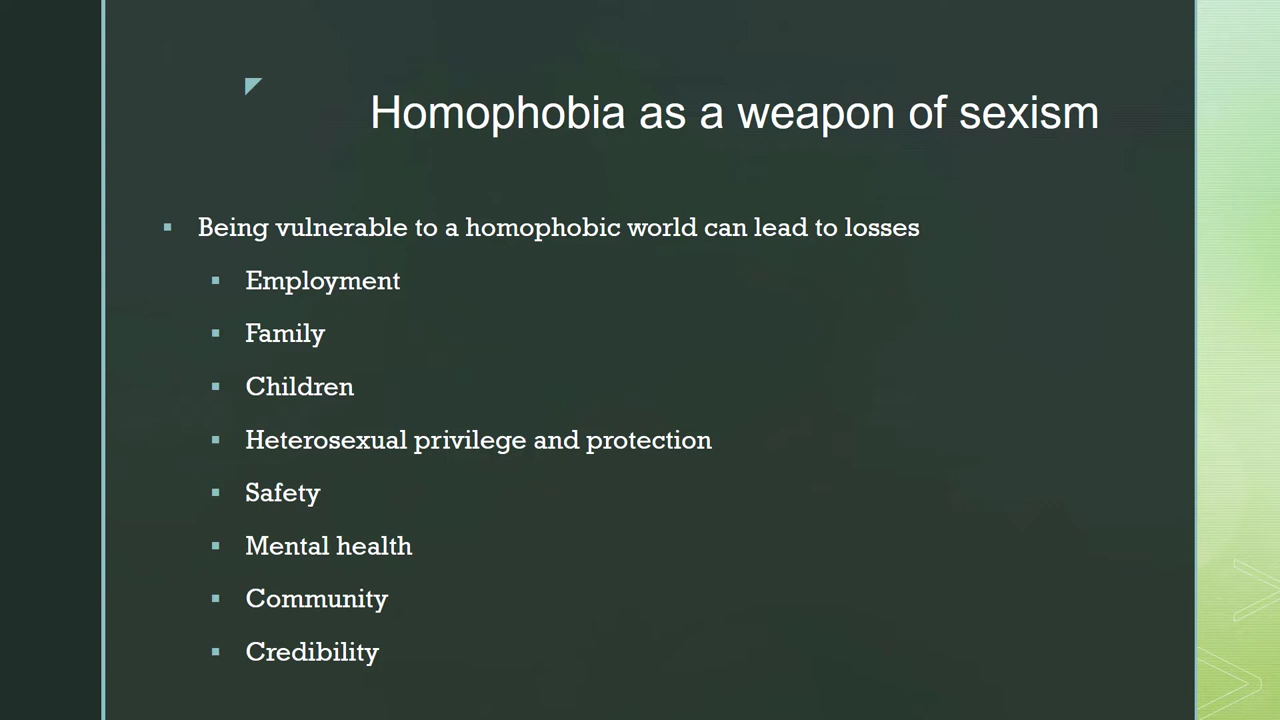 Homophobia as a weapon of sexism
Being vulnerable to a homophobic world can lead to losses
Employment
Family
Children
Heterosexual privilege and protection
Safety
Mental health
Community
Credibility